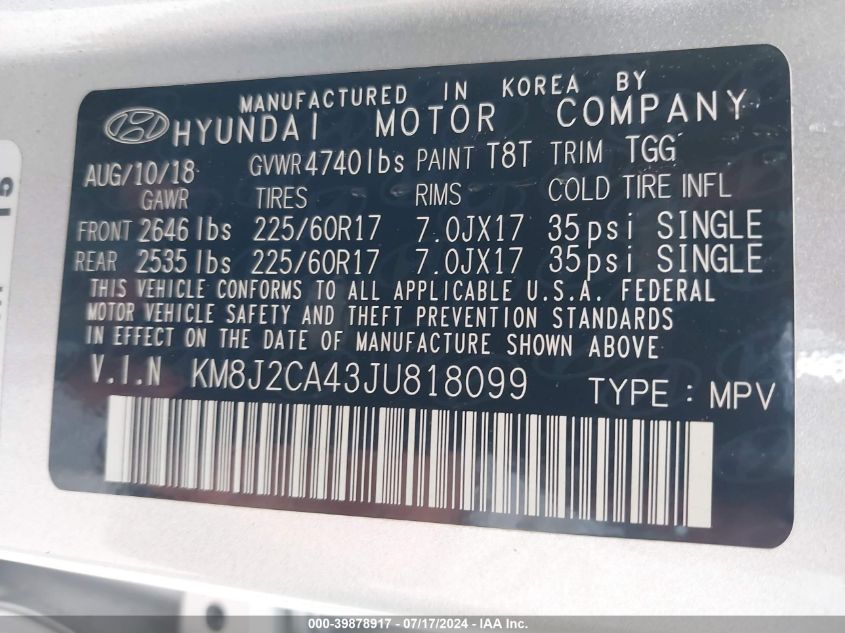 MANUFACTURED IN KOREA BY
HYUNDAI MOTOR COMPANY
AUG/10/18 GVWR 4740lbs PAINT T8T TRIM TGG
GAWR TIRES RIMS COLD TIRE INFL
FRONT 2646 lbs 225/60R17 7.0JX17 35psi SINGLE
REAR 2535 lbs 225/60R17 7.0JX17 35psi SINGLE
THIS VEHICLE CONFORMS TO ALL APPLICABLE U.S.A. FEDERAL
MOTOR VEHICLE SAFETY AND THEFT PREVENTION STANDARDS
IN EFFECT ON THE DATE OF MANUFACTURE SHOWN ABOVE
V.I.N KM8J2CA43JU818099 TYPE : MPV
000-39878917 - 07/17/2024 - IAA Inc.